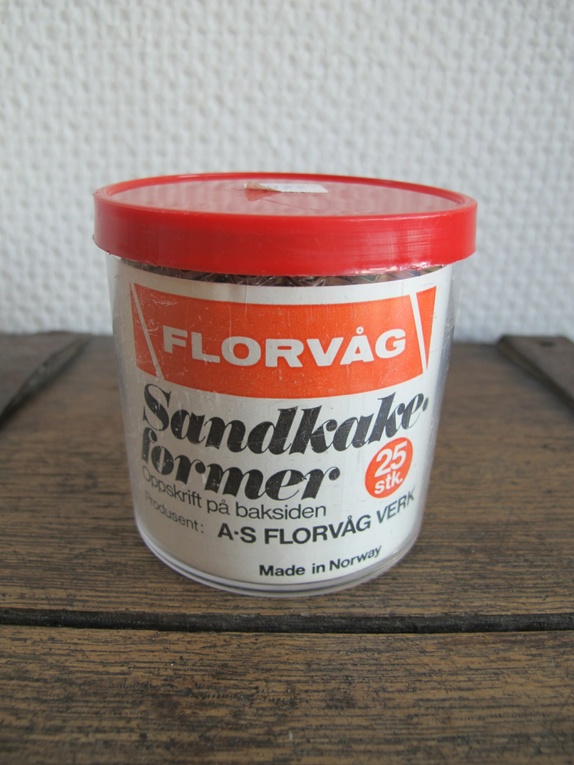 FLORVÅG
Sandkake.
former
25
stk.
Oppskrift på baksiden
Produsent: A·S FLORVÅG VERK
Made in Norway